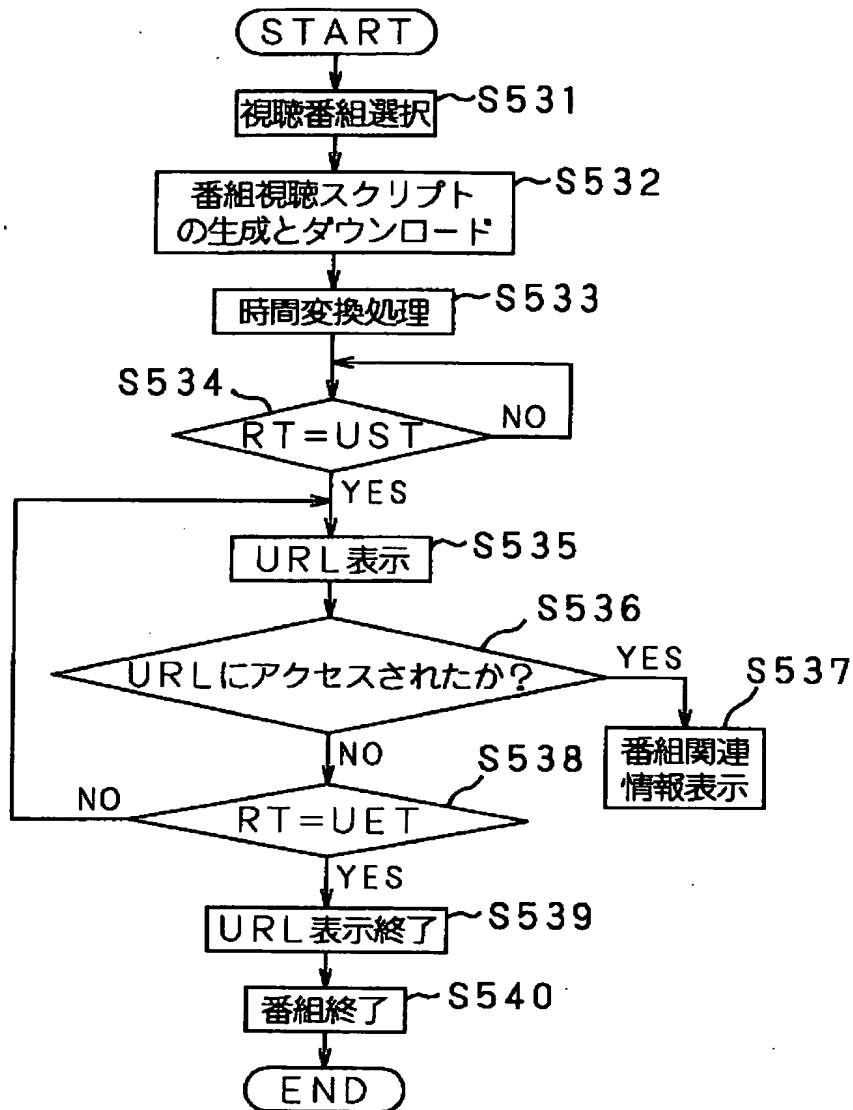 START
視聴番組選択
S531
番組視聴スクリプト
の生成とダウンロード
S532
時間変換処理
S533
S534
RT=UST
NO
YES
URL表示
S535
S536
URLにアクセスされたか?
YES
S537
番組関連
情報表示
NO
S538
RT=UET
NO
YES
URL表示終了
S539
番組終了
S540
END